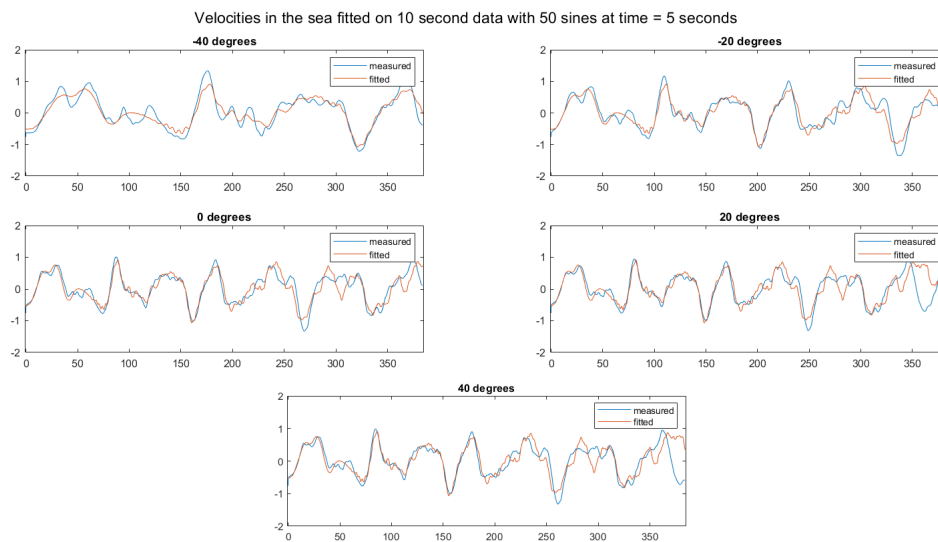 Velocities in the sea fitted on 10 second data with 50 sines at time = 5 seconds
-40 degrees
2
1
0
-1
-2
measured
fitted
0 50 100 150 200 250 300 350
-20 degrees
2
1
0
-1
-2
measured
fitted
0 50 100 150 200 250 300 350
0 degrees
2
1
0
-1
-2
measured
fitted
0 50 100 150 200 250 300 350
20 degrees
2
1
0
-1
-2
measured
fitted
0 50 100 150 200 250 300 350
40 degrees
2
1
0
-1
-2
measured
fitted
0 50 100 150 200 250 300 350